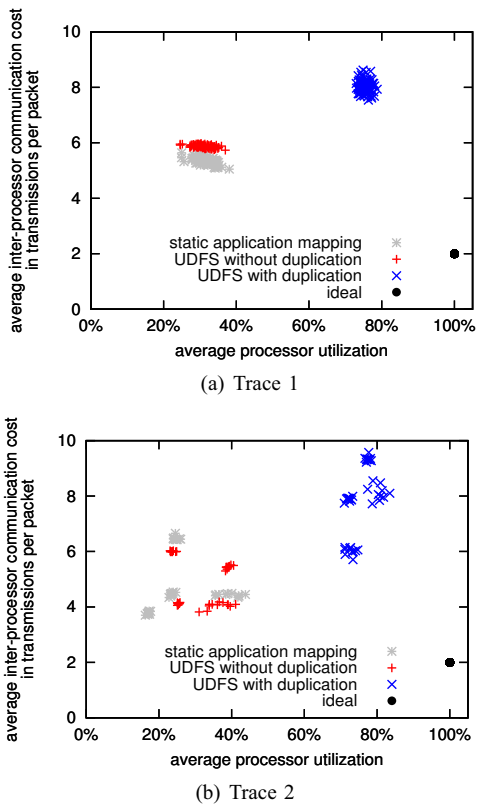 average inter-processor communication cost
in transmissions per packet
10
8
6
4
2
0
static application mapping
UDFS without duplication
UDFS with duplication
ideal
0% 20% 40% 60% 80% 100%
average processor utilization
(a) Trace 1
average inter-processor communication cost
in transmissions per packet
10
8
6
4
2
0
static application mapping
UDFS without duplication
UDFS with duplication
ideal
0% 20% 40% 60% 80% 100%
average processor utilization
(b) Trace 2